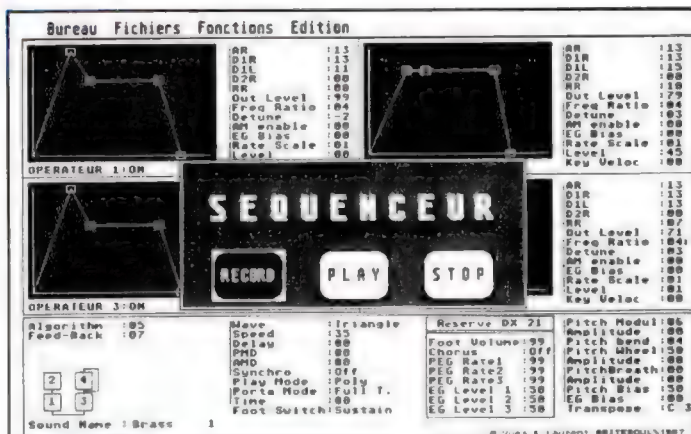 Bureau Fichiers Fonctions Edition
AR :13
D1R :13
D1L :11
D2R :00
RR :00
Out Level :99
Freq Ratio :04
Detune :-2
AM enable :00
EG Bias :00
Rate Scale :01
Level :00
OPERATEUR 1:ON
AR :13
D1R :13
D1L :15
D2R :00
RR :10
Out Level :79
Freq Ratio :04
Detune :03
AM enable :00
EG Bias :00
Rate Scale :01
Level :45
Key Veloc :00
SEQUENCEUR
RECORD PLAY STOP
OPERATEUR 3:ON
AR :13
D1R :13
D1L :13
D2R :00
RR :07
Out Level :71
Freq Ratio :04
Detune :03
AM enable :00
EG Bias :00
Rate Scale :01
Level :01
Key Veloc :00
Algorithm :05
Feed-Back :07
2 4
1 3
Sound Name :Brass 1
Wave :Triangle
Speed :35
Delay :00
PMD :00
AMD :00
Synchro :Off
Play Mode :Poly
Porta Mode :Full T.
Time :00
Foot Switch:Sustain
Reserve DX 21
Foot Volume:99
Chorus :Off
PEG Rate1 :99
PEG Rate2 :99
PEG Rate3 :99
EG Level 1 :50
EG Level 2 :50
EG Level 3 :50
Pitch Modul:06
Amplitude :00
Pitch bend :04
Pitch Wheel:50
Amplitude :00
PitchBreath:00
Amplitude :00
Pitch Bias :50
EG Bias :00
Transpose :C 3
& Laurent